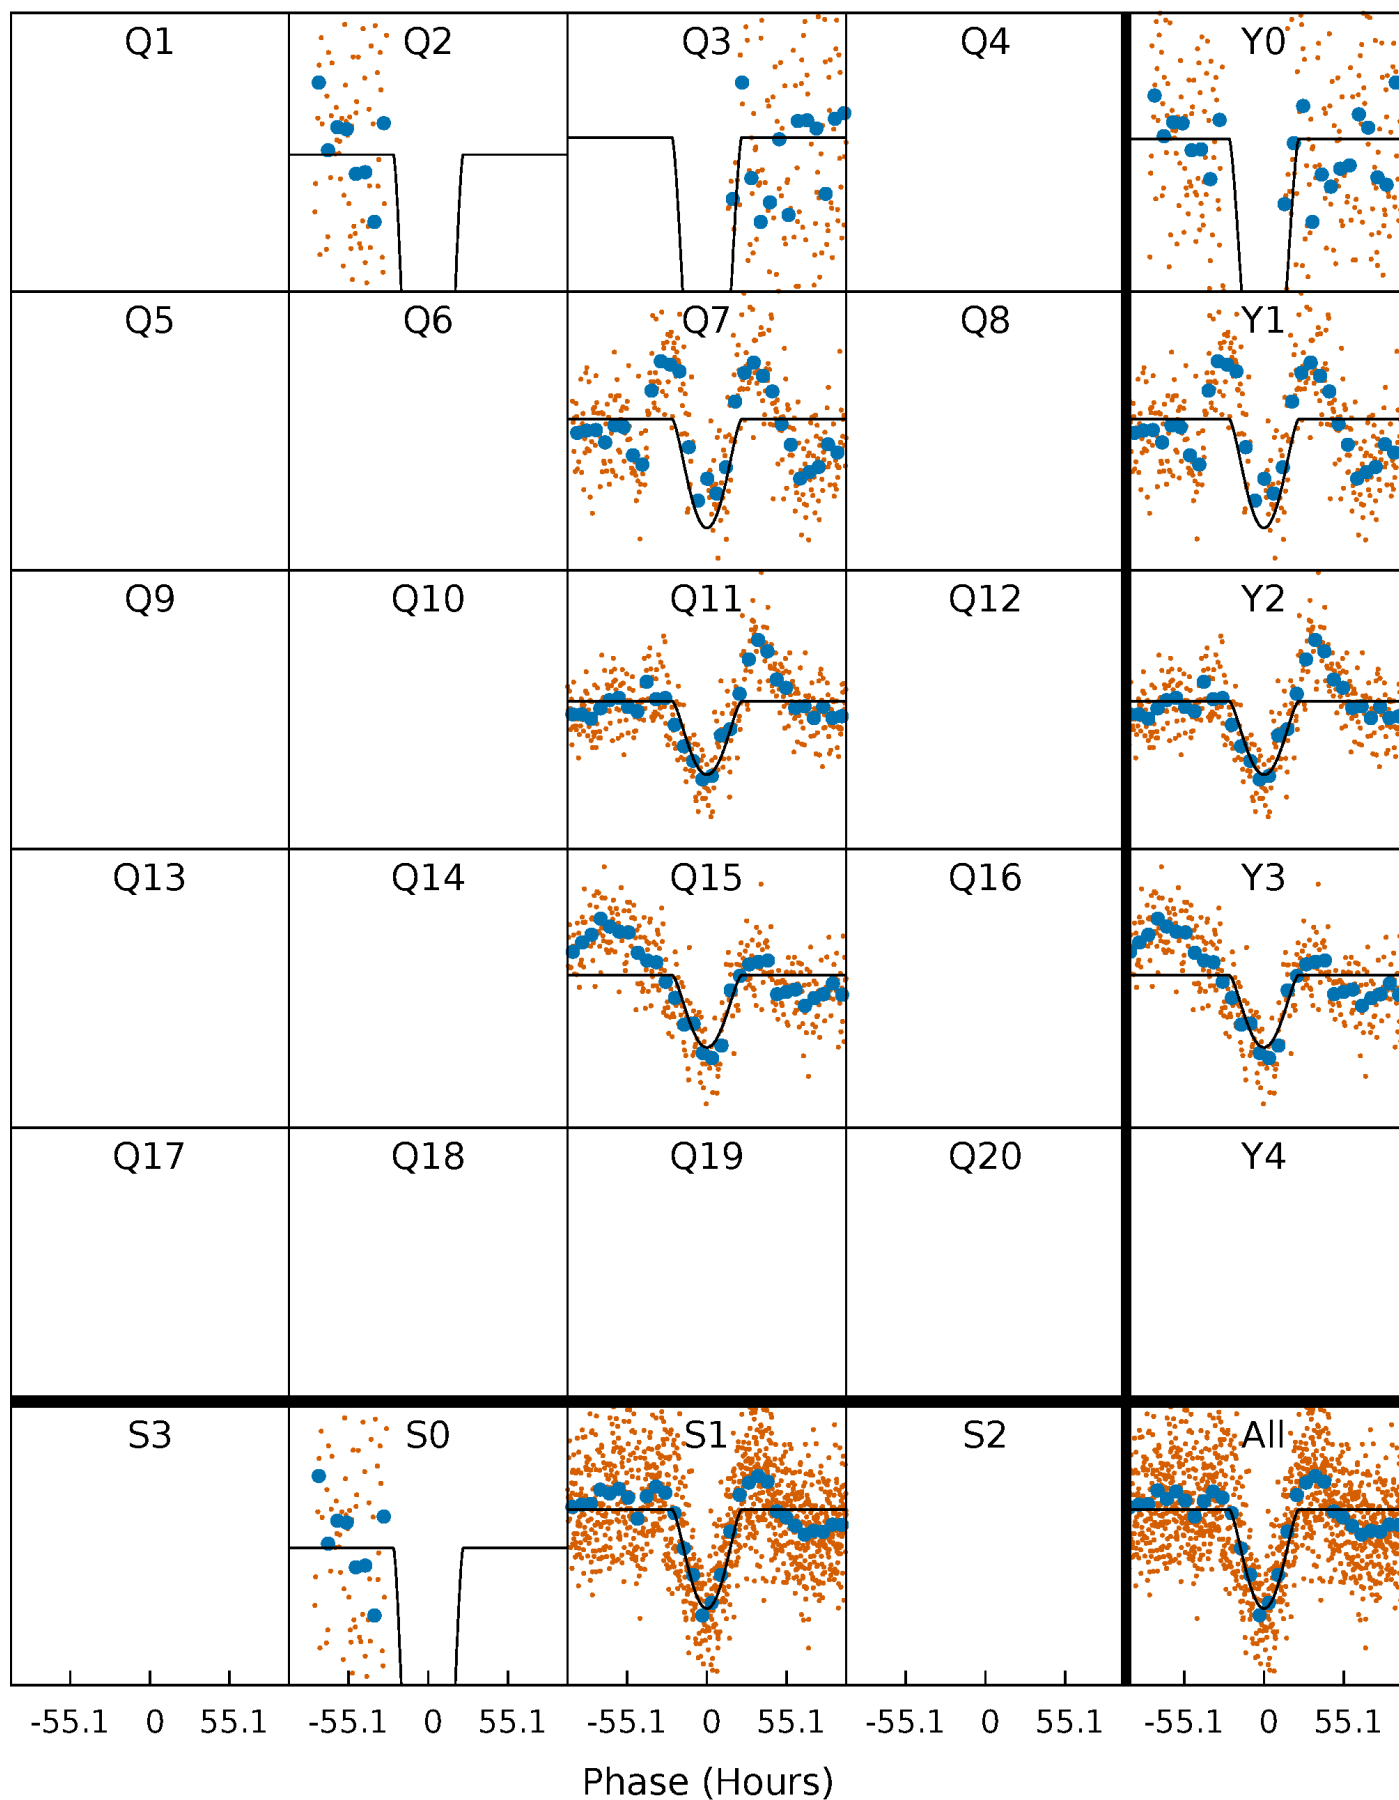 Q1 Q2 Q3 Q4 Y0
Q5 Q6 Q7 Q8 Y1
Q9 Q10 Q11 Q12 Y2
Q13 Q14 Q15 Q16 Y3
Q17 Q18 Q19 Q20 Y4
S3 S0 S1 S2 All
-55.1 0 55.1 -55.1 0 55.1 -55.1 0 55.1 -55.1 0 55.1 -55.1 0 55.1
Phase (Hours)